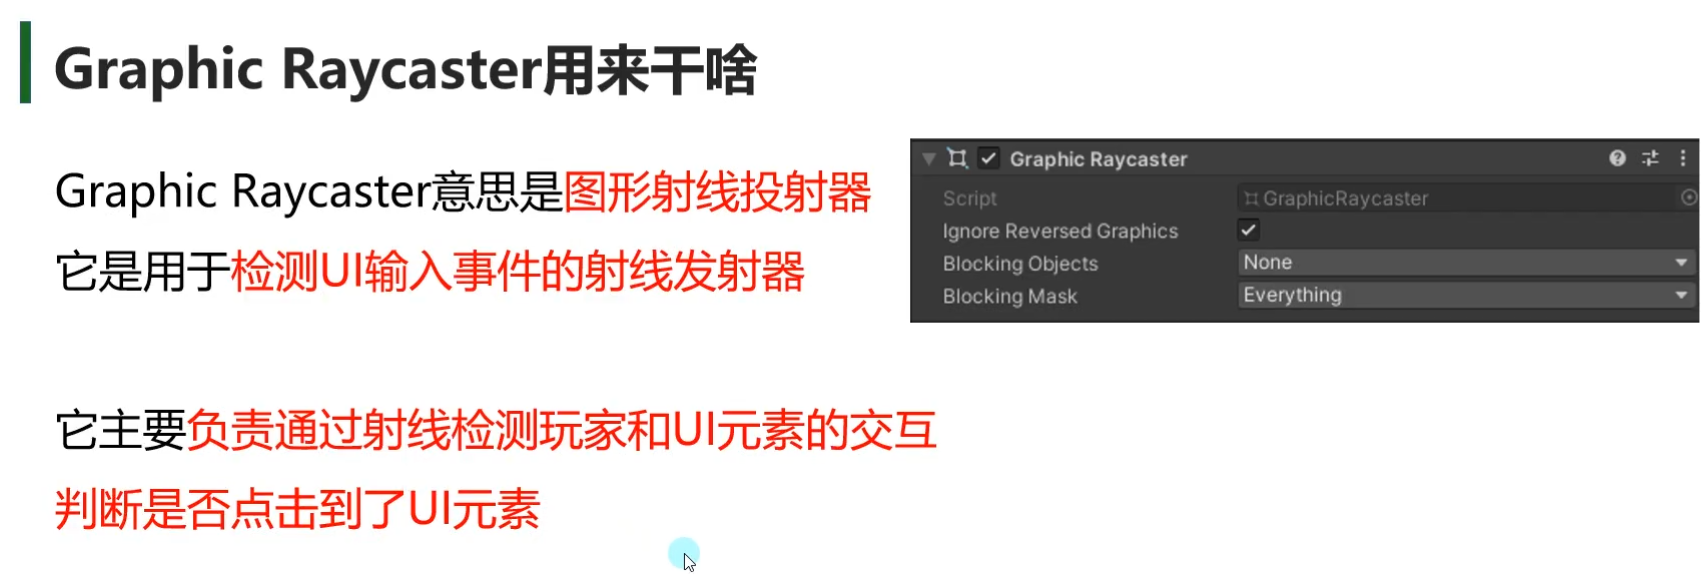 Graphic Raycaster用来干啥
Graphic Raycaster意思是图形射线投射器
它是用于检测UI输入事件的射线发射器
它主要负责通过射线检测玩家和UI元素的交互
判断是否点击到了UI元素
Graphic Raycaster
Script GraphicRaycaster
Ignore Reversed Graphics
Blocking Objects None
Blocking Mask Everything